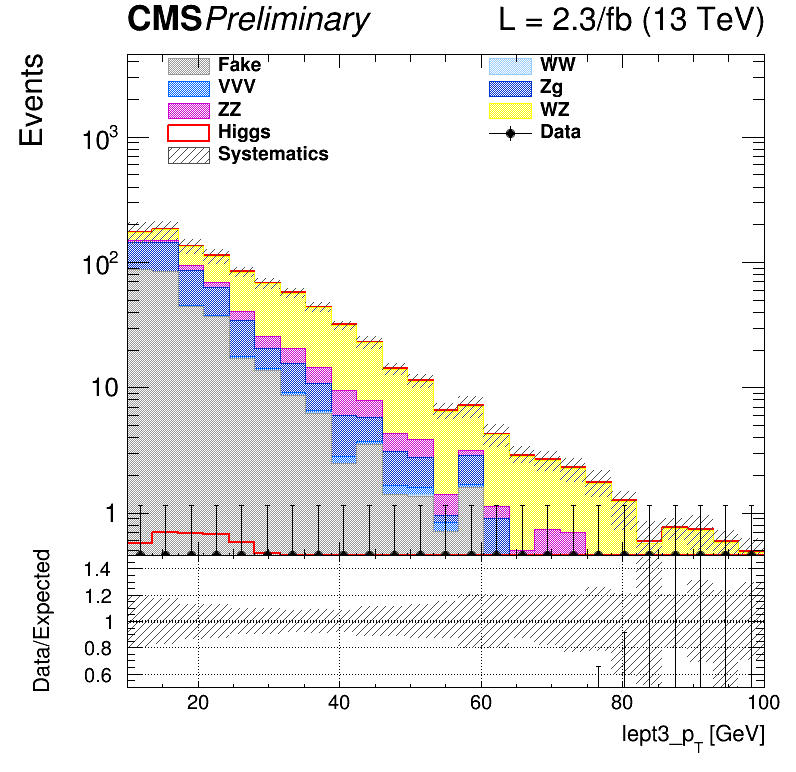 CMS Preliminary L = 2.3/fb (13 TeV)
Events
Fake WW
VVV Zg
ZZ WZ
Higgs Data
Systematics
10³
10²
10
1
Data/Expected
1.4
1.2
1
0.8
0.6
20 40 60 80 100
lept3_p_T [GeV]